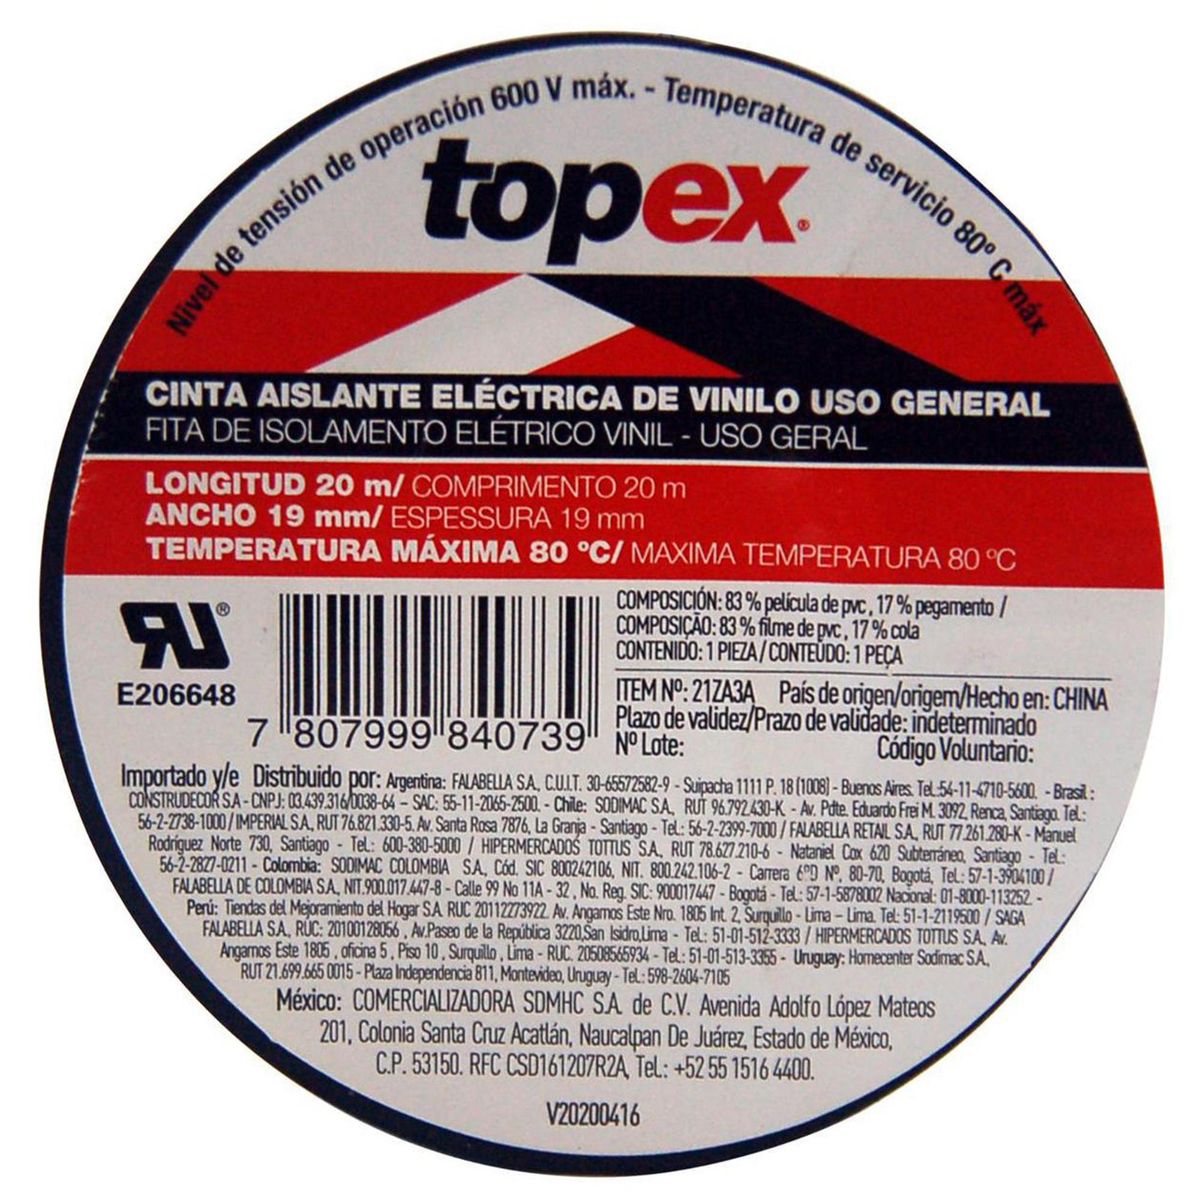 Nivel de tensión de operación 600 V máx. - Temperatura de servicio 80º C máx
topex®
CINTA AISLANTE ELÉCTRICA DE VINILO USO GENERAL
FITA DE ISOLAMENTO ELÉTRICO VINIL - USO GERAL
LONGITUD 20 m/ COMPRIMENTO 20 m
ANCHO 19 mm/ ESPESSURA 19 mm
TEMPERATURA MÁXIMA 80 ºC/ MAXIMA TEMPERATURA 80 ºC
RU®
E206648
7 807999 840739
COMPOSICIÓN: 83 % película de pvc , 17 % pegamento /
COMPOSIÇÃO: 83 % filme de pvc , 17 % cola
CONTENIDO: 1 PIEZA / CONTEÚDO: 1 PEÇA
ITEM Nº: 21ZA3A País de origen/origem/Hecho en: CHINA
Plazo de validez/Prazo de validade: indeterminado
Nº Lote: Código Voluntario:
Importado y/e Distribuido por: Argentina: FALABELLA S.A., C.U.I.T. 30-65572582-9 - Suipacha 1111 P. 18 (1008) - Buenos Aires. Tel.:54-11-4710-5600. - Brasil :
CONSTRUDECOR S.A - CNPJ: 03.439.316/0038-64 – SAC: 55-11-2065-2500. - Chile: SODIMAC S.A., RUT 96.792.430-K - Av. Pdte. Eduardo Frei M. 3092, Renca, Santiago. Tel.:
56-2-2738-1000 / IMPERIAL S.A., RUT 76.821.330-5. Av. Santa Rosa 7876, La Granja - Santiago - Tel.: 56-2-2399-7000 / FALABELLA RETAIL S.A., RUT 77.261.280-K - Manuel
Rodríguez Norte 730, Santiago - Tel.: 600-380-5000 / HIPERMERCADOS TOTTUS S.A., RUT 78.627.210-6 - Nataniel Cox 620 Subterráneo, Santiago - Tel.:
56-2-2827-0211 - Colombia: SODIMAC COLOMBIA S.A., Cód. SIC 800242106, NIT. 800.242.106-2 - Carrera 68D Nº. 80-70, Bogotá, Tel.: 57-1-3904100 /
FALABELLA DE COLOMBIA S.A., NIT.900.017.447-8 - Calle 99 No 11A - 32 , No. Reg. SIC: 900017447 - Bogotá - Tel.: 57-1-5878002 Nacional: 01-8000-113252. -
Perú: Tiendas del Mejoramiento del Hogar S.A. RUC 20112273922. Av. Angamos Este Nro. 1805 Int. 2, Surquillo - Lima – Lima. Tel.: 51-1-2119500 / SAGA
FALABELLA S.A., RUC: 20100128056 , Av.Paseo de la República 3220,San Isidro,Lima - Tel.: 51-01-512-3333 / HIPERMERCADOS TOTTUS S.A., Av.
Angamos Este 1805 , oficina 5 , Piso 10 , Surquillo , Lima - RUC. 20508565934 - Tel.: 51-01-513-3355 - Uruguay: Homecenter Sodimac S.A.,
RUT 21.699.665 0015 - Plaza Independencia 811, Montevideo, Uruguay - Tel.: 598-2604-7105
México: COMERCIALIZADORA SDMHC S.A. de C.V. Avenida Adolfo López Mateos
201, Colonia Santa Cruz Acatlán, Naucalpan De Juárez, Estado de México,
C.P. 53150. RFC CSD161207R2A, Tel.: +52 55 1516 4400.
V20200416